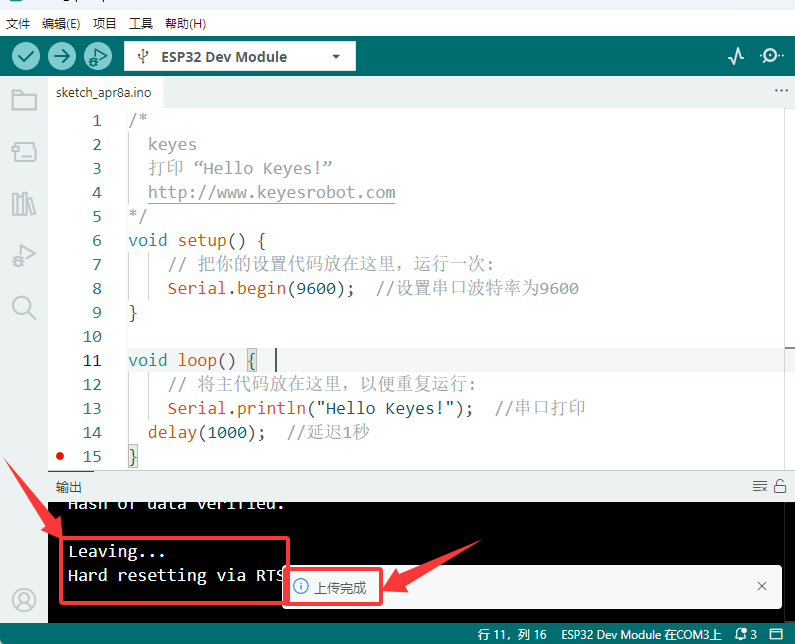 文件 编辑(E) 项目 工具 帮助(H)
ESP32 Dev Module
sketch_apr8a.ino
1 /*
2 keyes
3 打印 “Hello Keyes!”
4 http://www.keyesrobot.com
5 */
6 void setup() {
7 // 把你的设置代码放在这里，运行一次:
8 Serial.begin(9600); //设置串口波特率为9600
9 }
10
11 void loop() {
12 // 将主代码放在这里，以便重复运行:
13 Serial.println("Hello Keyes!"); //串口打印
14 delay(1000); //延迟1秒
15 }
输出
Hash of data verified.
Leaving...
Hard resetting via RTS
上传完成
行 11，列 16 ESP32 Dev Module 在COM3上 3